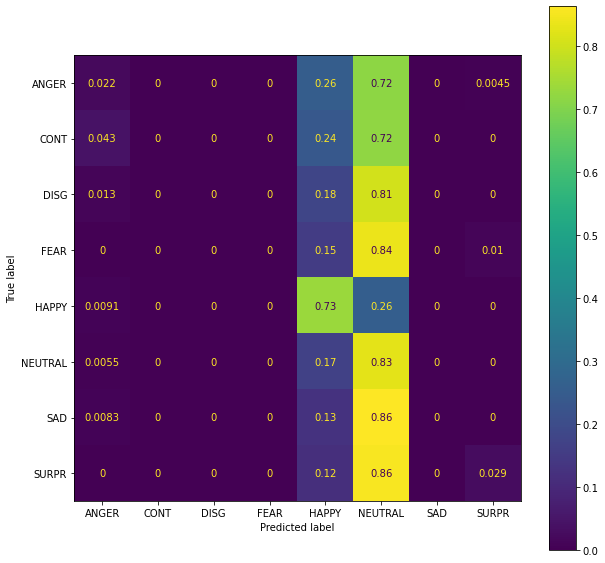 ANGER 0.022 0 0 0 0.26 0.72 0 0.0045
CONT 0.043 0 0 0 0.24 0.72 0 0
DISG 0.013 0 0 0 0.18 0.81 0 0
FEAR 0 0 0 0 0.15 0.84 0 0.01
HAPPY 0.0091 0 0 0 0.73 0.26 0 0
NEUTRAL 0.0055 0 0 0 0.17 0.83 0 0
SAD 0.0083 0 0 0 0.13 0.86 0 0
SURPR 0 0 0 0 0.12 0.86 0 0.029
ANGER CONT DISG FEAR HAPPY NEUTRAL SAD SURPR
Predicted label
True label
0.8
0.7
0.6
0.5
0.4
0.3
0.2
0.1
0.0